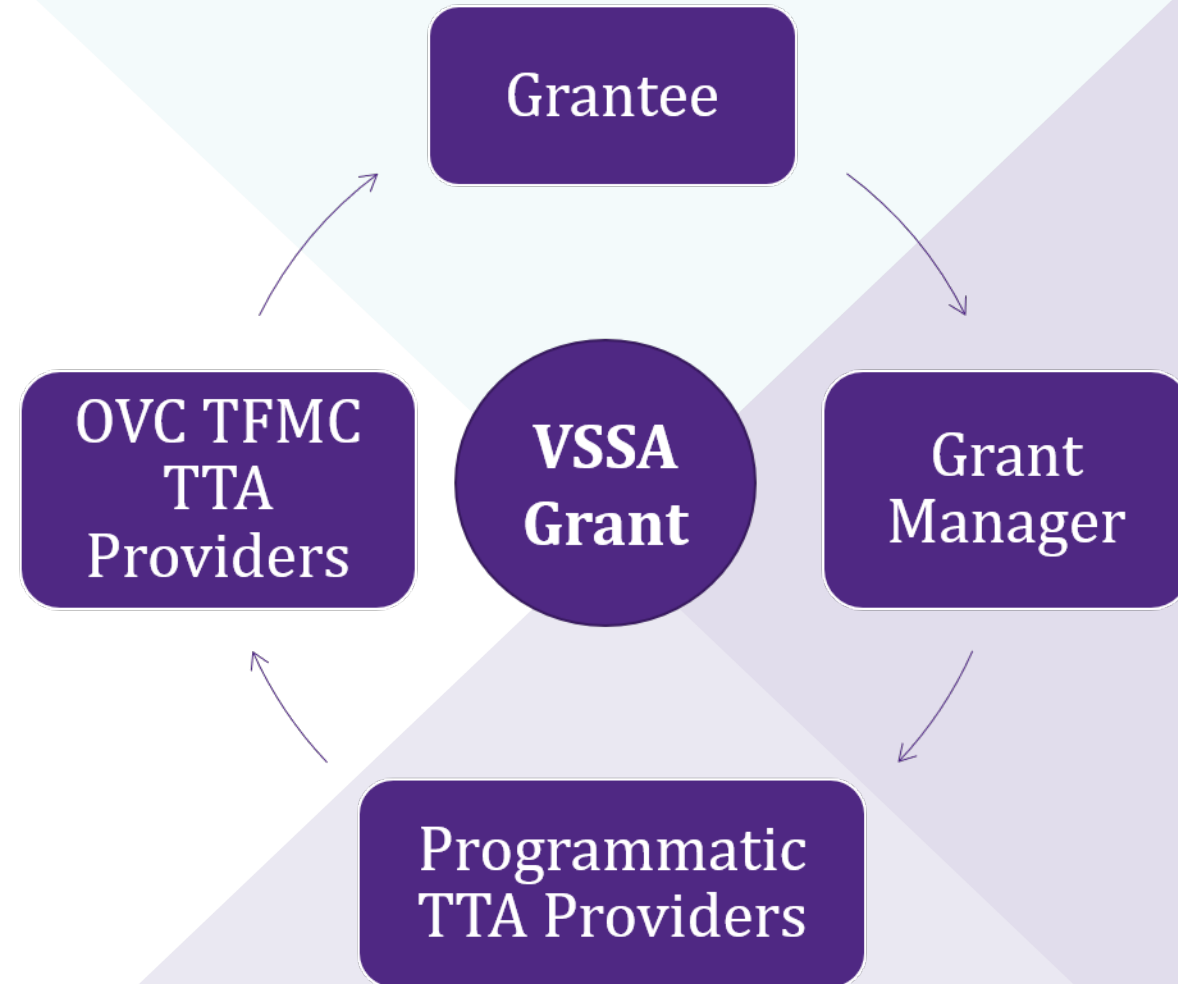 Grantee
OVC TFMC
TTA
Providers
VSSA
Grant
Grant
Manager
Programmatic
TTA Providers